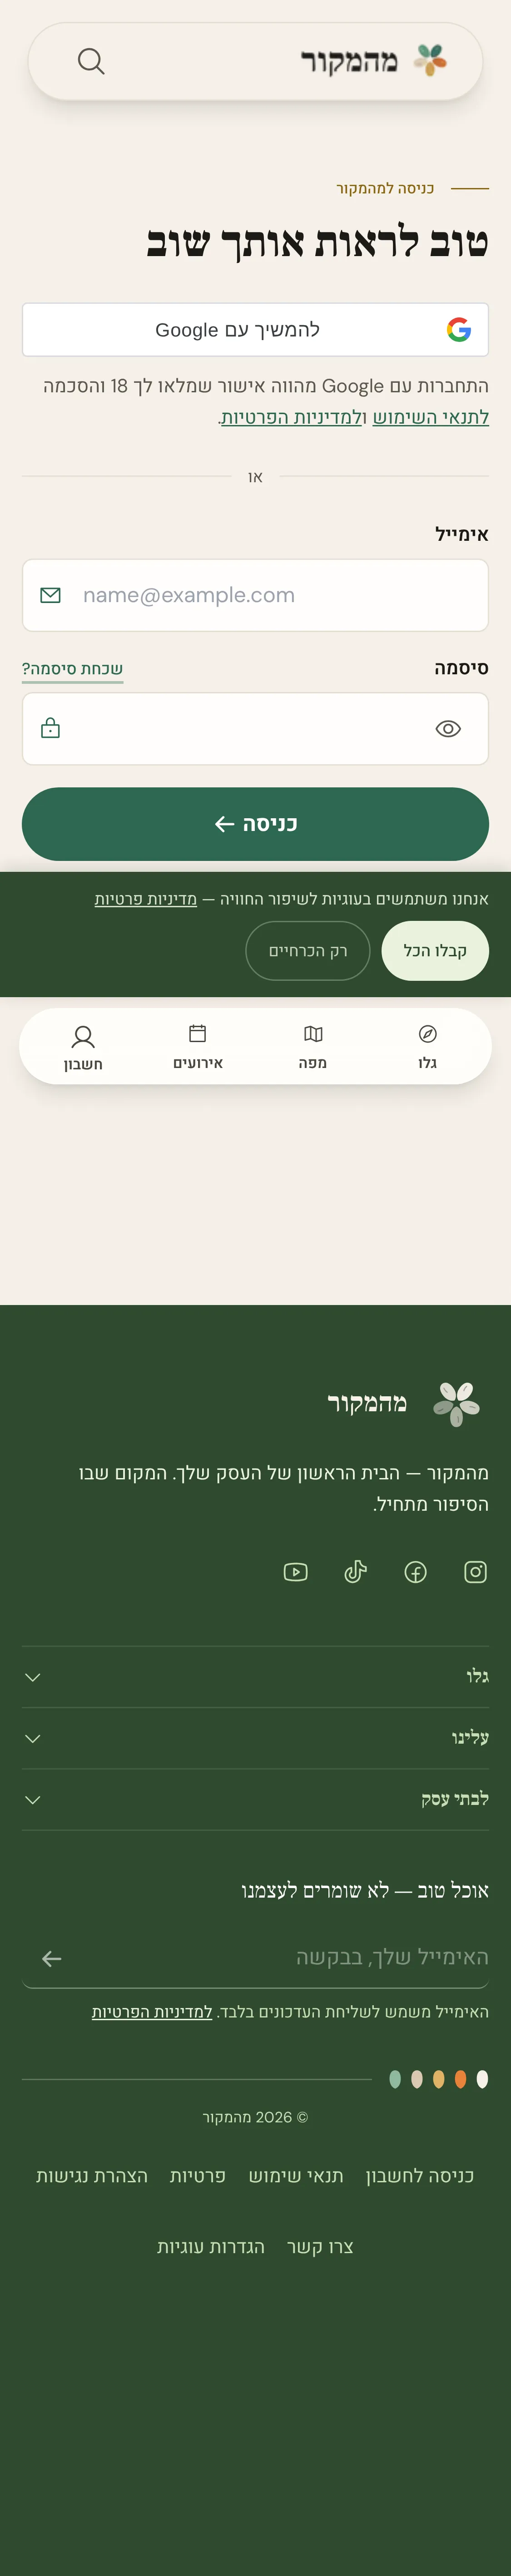 מהמקור
כניסה למהמקור
טוב לראות אותך שוב
להמשיך עם Google
התחברות עם Google מהווה אישור שמלאו לך 18 והסכמה
לתנאי השימוש ולמדיניות הפרטיות.
או
אימייל
name@example.com
סיסמה
שכחת סיסמה?
כניסה ←
אנחנו משתמשים בעוגיות לשיפור החוויה — מדיניות פרטיות
קבלו הכל
רק הכרחיים
גלו
מפה
אירועים
חשבון
מהמקור
מהמקור — הבית הראשון של העסק שלך. המקום שבו
הסיפור מתחיל.
גלו
עלינו
לבתי עסק
אוכל טוב — לא שומרים לעצמנו
האימייל שלך, בבקשה
האימייל משמש לשליחת העדכונים בלבד. למדיניות הפרטיות
© 2026 מהמקור
כניסה לחשבון תנאי שימוש פרטיות הצהרת נגישות
צרו קשר הגדרות עוגיות